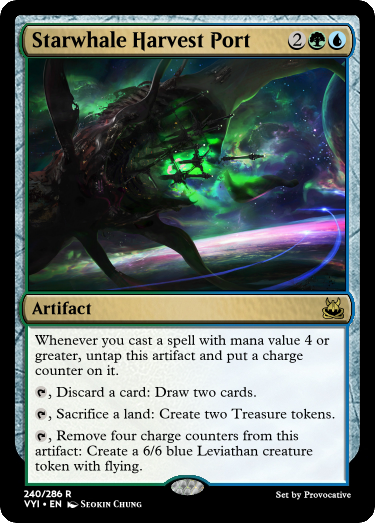 Starwhale Harvest Port 2
Artifact
Whenever you cast a spell with mana value 4 or
greater, untap this artifact and put a charge
counter on it.
, Discard a card: Draw two cards.
, Sacrifice a land: Create two Treasure tokens.
, Remove four charge counters from this
artifact: Create a 6/6 blue Leviathan creature
token with flying.
240/286 R
VYI • EN Seokin Chung
Set by Provocative